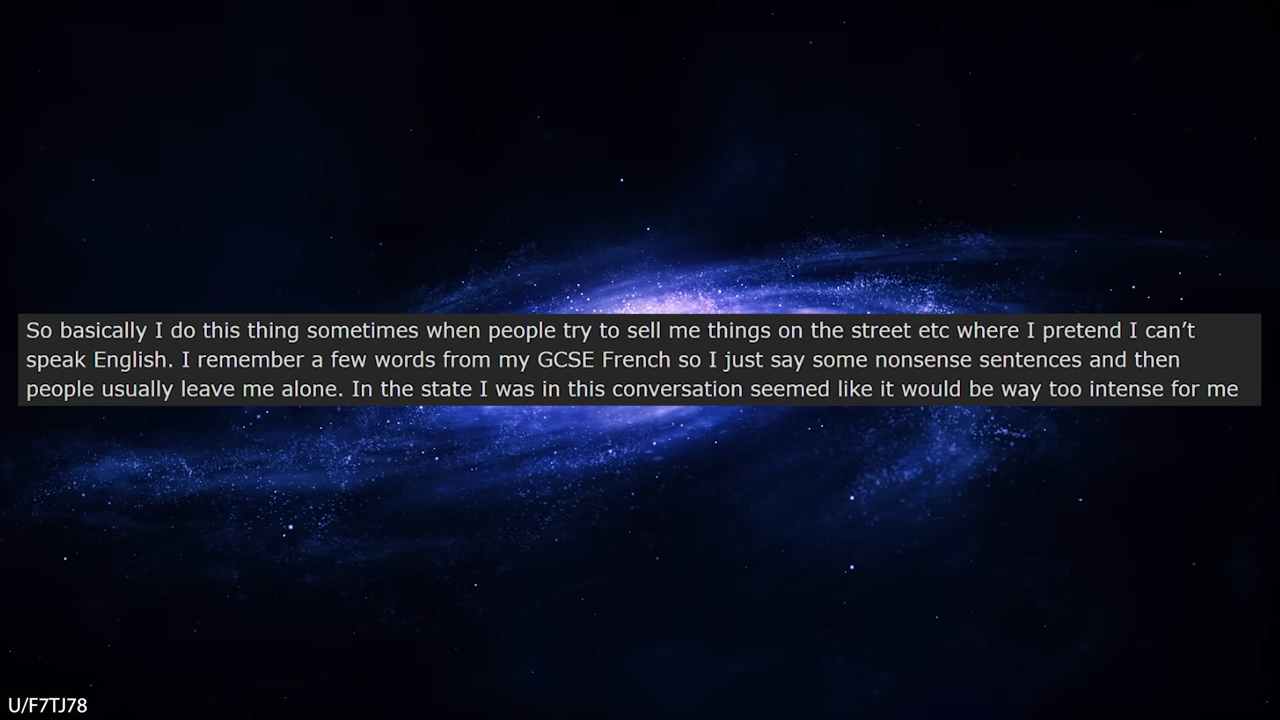 So basically I do this thing sometimes when people try to sell me things on the street etc where I pretend I can’t
speak English. I remember a few words from my GCSE French so I just say some nonsense sentences and then
people usually leave me alone. In the state I was in this conversation seemed like it would be way too intense for me
U/F7TJ78